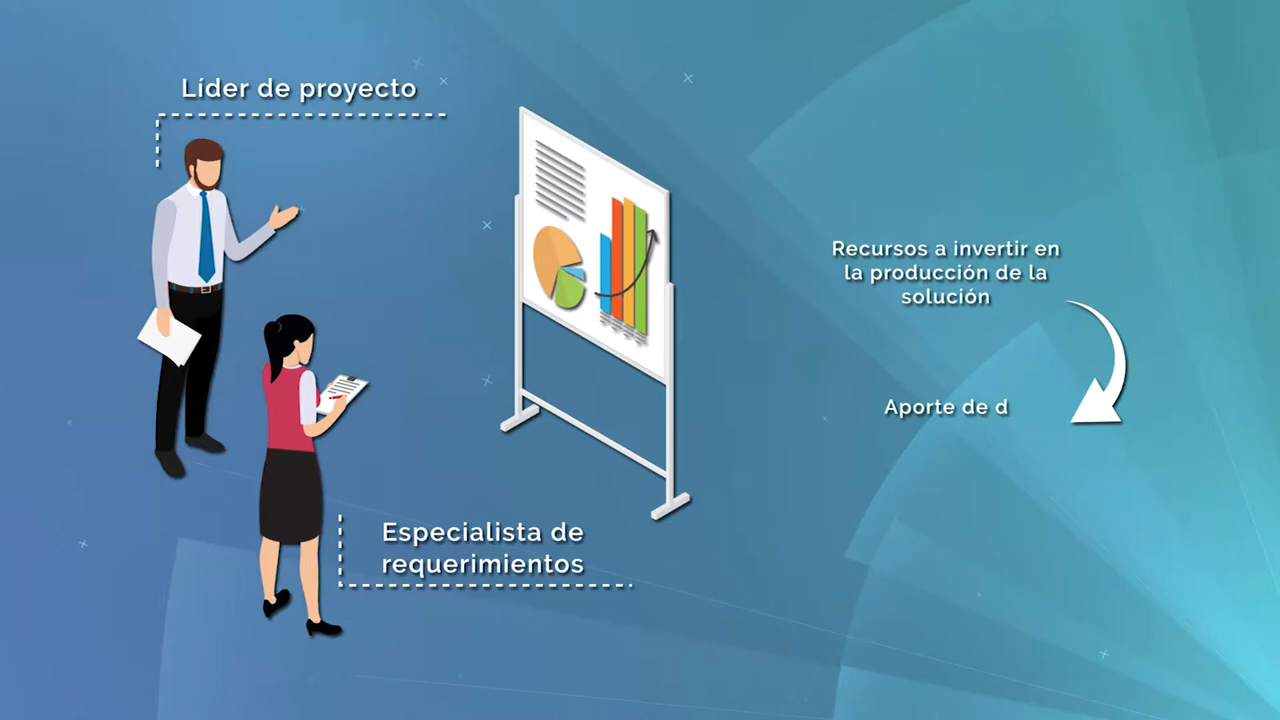 Líder de proyecto
Recursos a invertir en
la producción de la
solución
Aporte de d
Especialista de
requerimientos